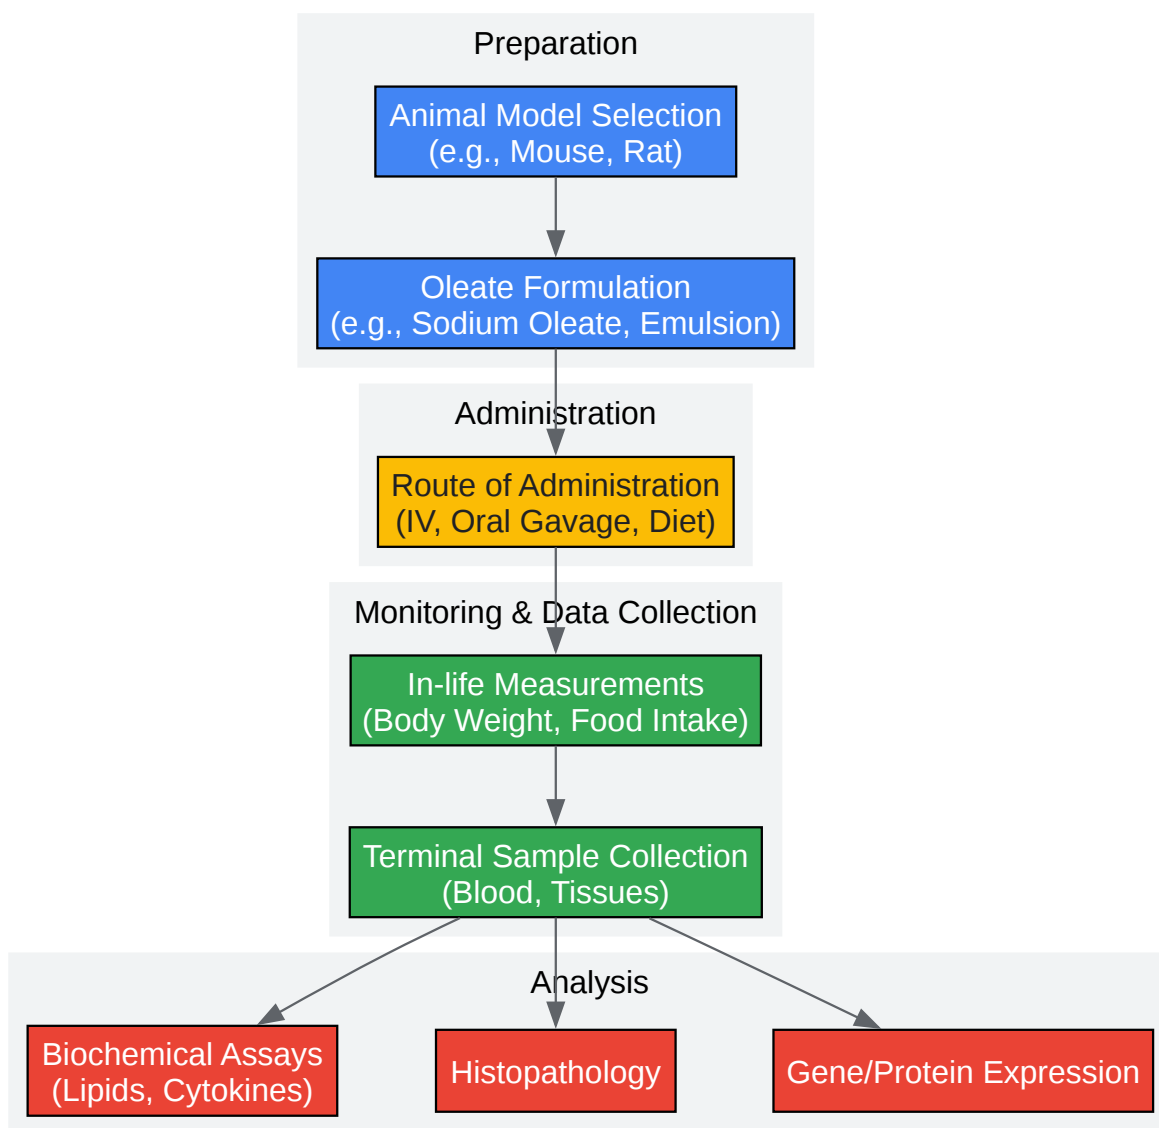 Preparation
Animal Model Selection
(e.g., Mouse, Rat)
Oleate Formulation
(e.g., Sodium Oleate, Emulsion)
Administration
Route of Administration
(IV, Oral Gavage, Diet)
Monitoring & Data Collection
In-life Measurements
(Body Weight, Food Intake)
Terminal Sample Collection
(Blood, Tissues)
Analysis
Biochemical Assays
(Lipids, Cytokines)
Histopathology
Gene/Protein Expression